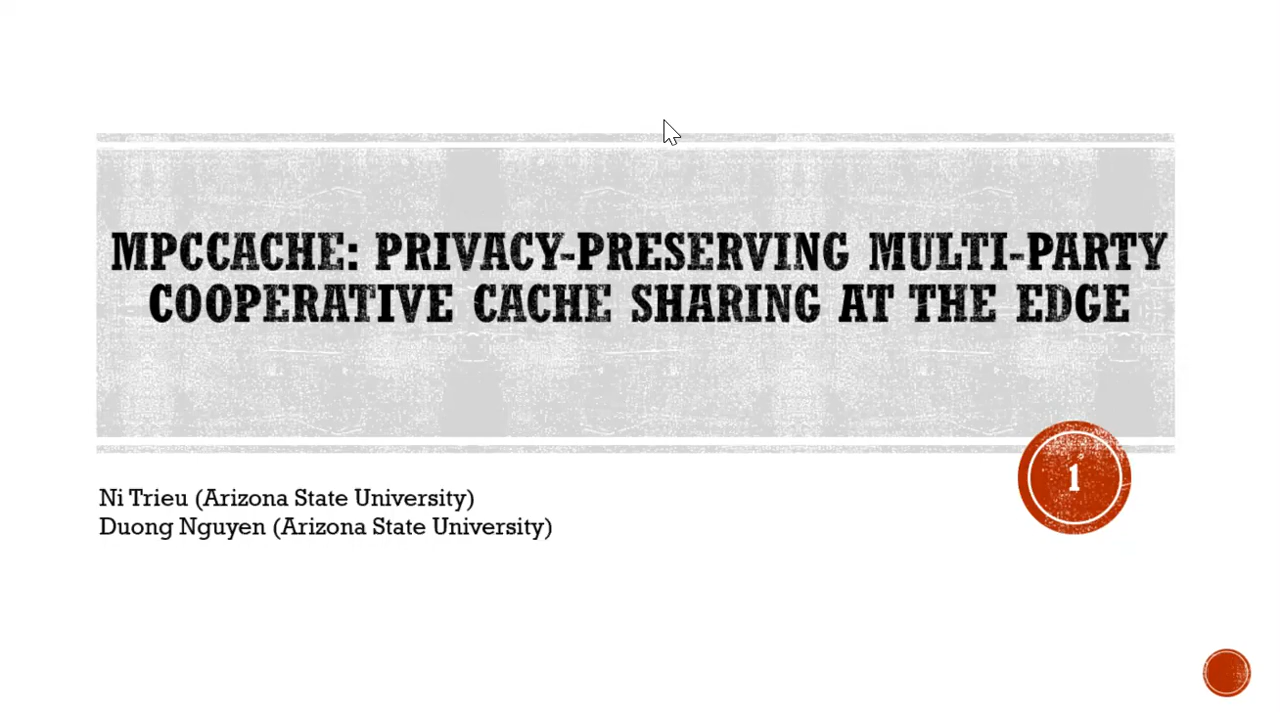 MPCCACHE: PRIVACY-PRESERVING MULTI-PARTY
COOPERATIVE CACHE SHARING AT THE EDGE
1
Ni Trieu (Arizona State University)
Duong Nguyen (Arizona State University)